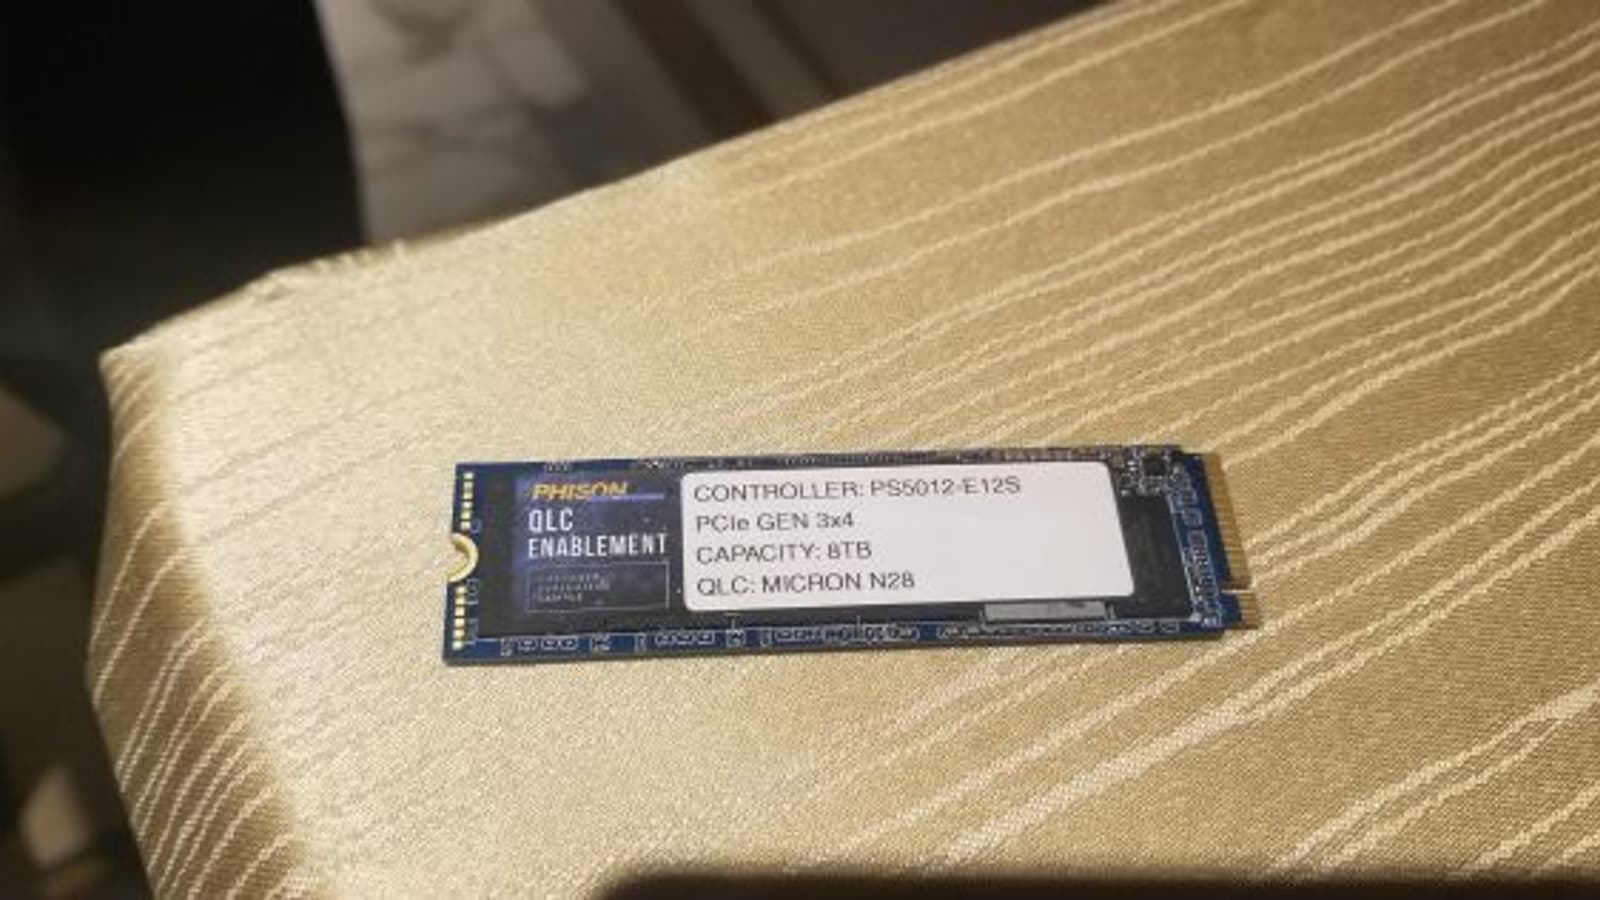 PHISON
QLC
ENABLEMENT
CONTROLLER: PS5012-E12S
PCIe GEN 3x4
CAPACITY: 8TB
QLC: MICRON N28